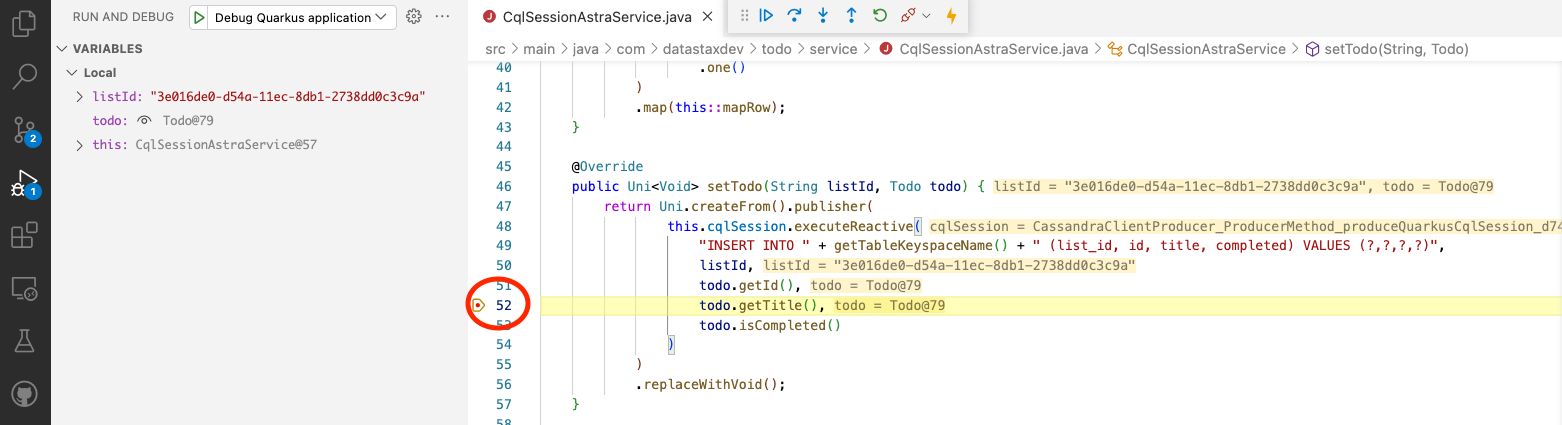 RUN AND DEBUG
Debug Quarkus application
VARIABLES
Local
listId: "3e016de0-d54a-11ec-8db1-2738dd0c3c9a"
todo: Todo@79
this: CqlSessionAstraService@57
2
1
J CqlSessionAstraService.java
src > main > java > com > datastaxdev > todo > service > J CqlSessionAstraService.java > CqlSessionAstraService > setTodo(String, Todo)
40 .one()
41 )
42 .map(this::mapRow);
43 }
44
45 @Override
46 public Uni<Void> setTodo(String listId, Todo todo) { listId = "3e016de0-d54a-11ec-8db1-2738dd0c3c9a", todo = Todo@79
47 return Uni.createFrom().publisher(
48 this.cqlSession.executeReactive( cqlSession = CassandraClientProducer_ProducerMethod_produceQuarkusCqlSession_d74
49 "INSERT INTO " + getTableKeyspaceName() + " (list_id, id, title, completed) VALUES (?,?,?,?)",
50 listId, listId = "3e016de0-d54a-11ec-8db1-2738dd0c3c9a"
51 todo.getId(), todo = Todo@79
52 todo.getTitle(), todo = Todo@79
53 todo.isCompleted()
54 )
55 )
56 .replaceWithVoid();
57 }
58